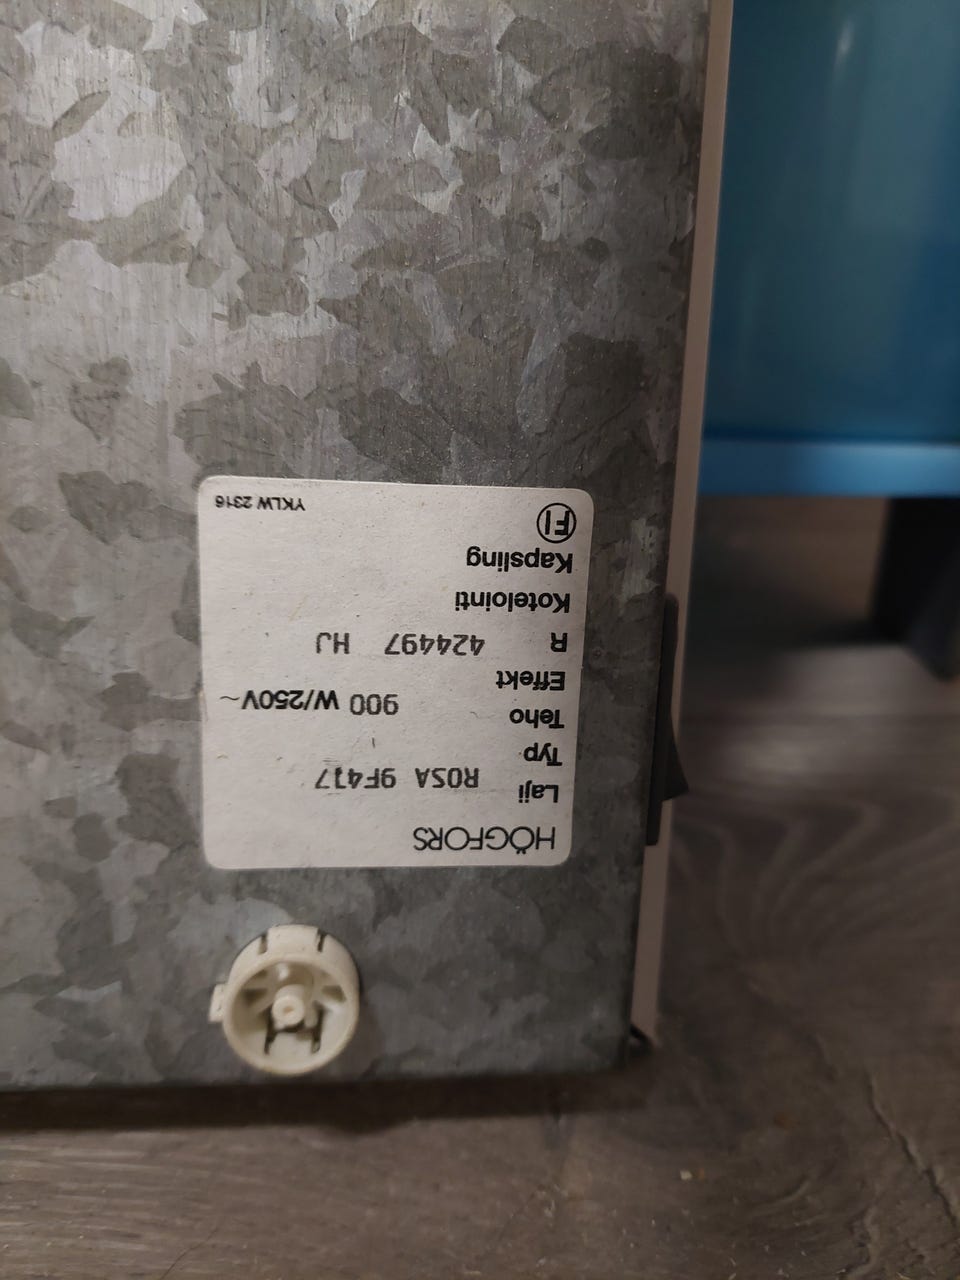 HÖGFORS
Laji ROSA 9F417
Typ
Teho 900 W/250V~
Effekt
R 424497 HJ
Kotelointi
Kapsling
FI YKLW 2316